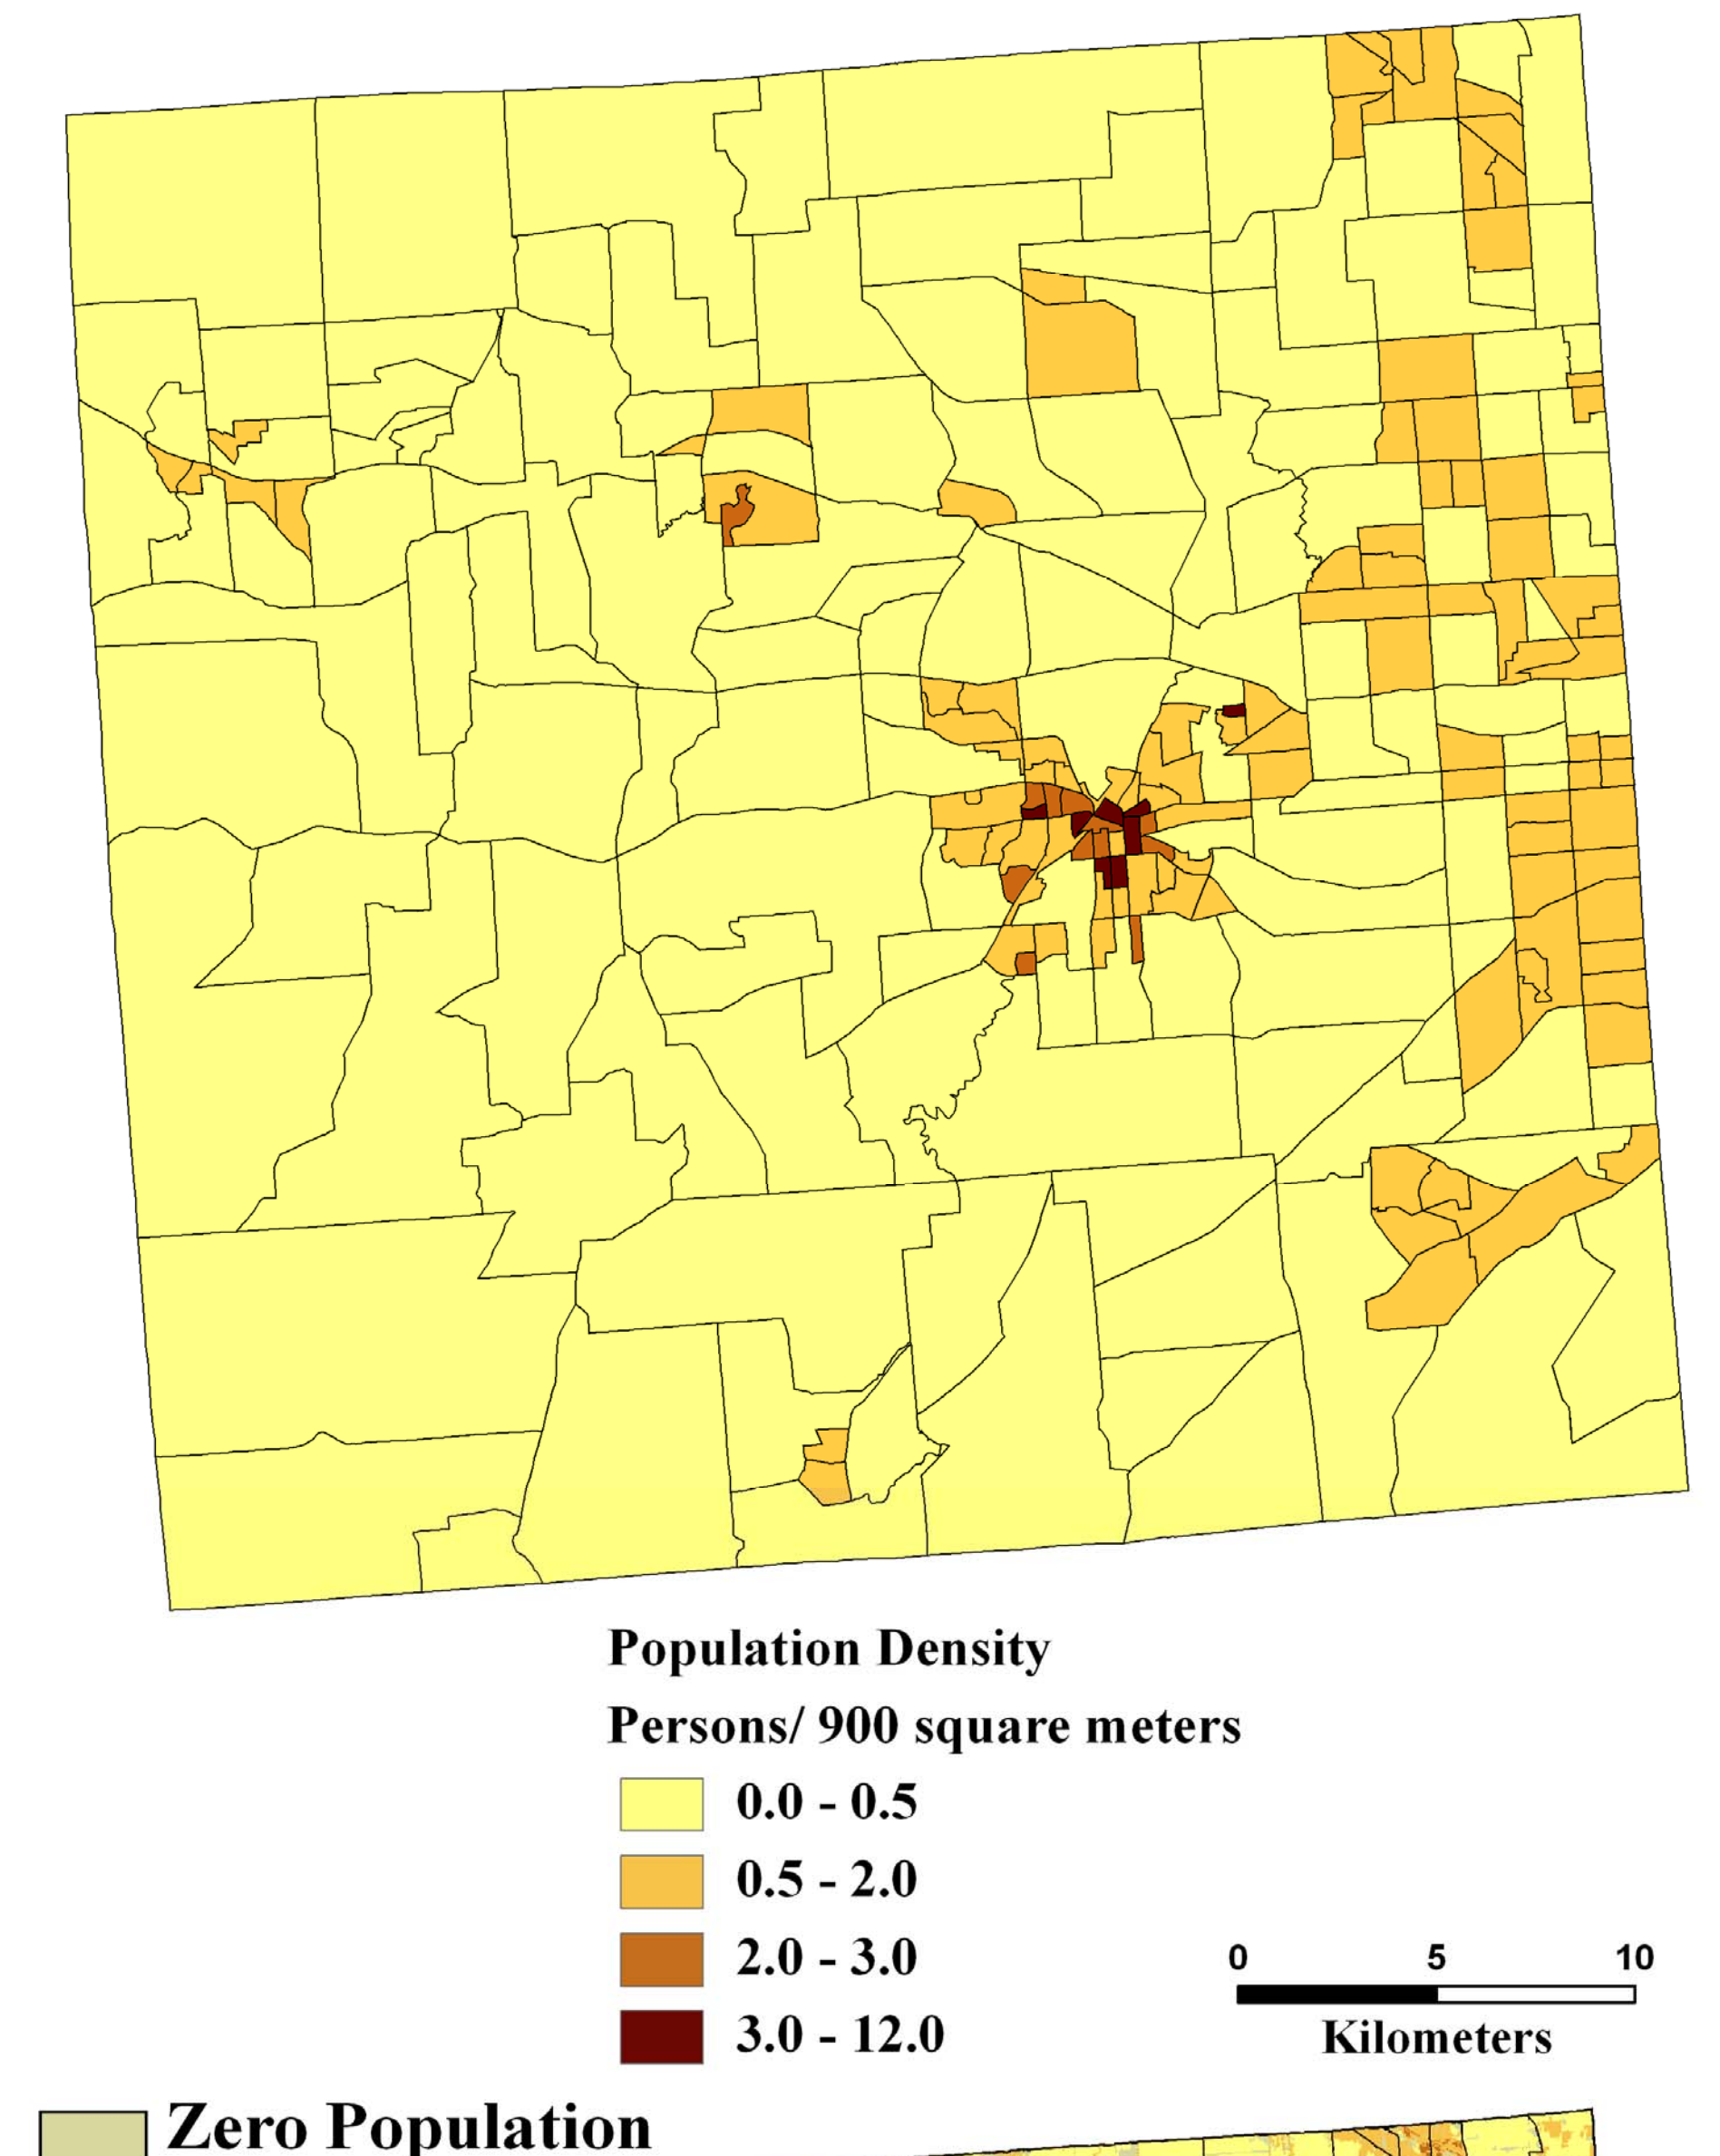 Population Density
Persons/ 900 square meters
0.0 - 0.5
0.5 - 2.0
2.0 - 3.0
3.0 - 12.0
0 5 10
Kilometers
Zero Population